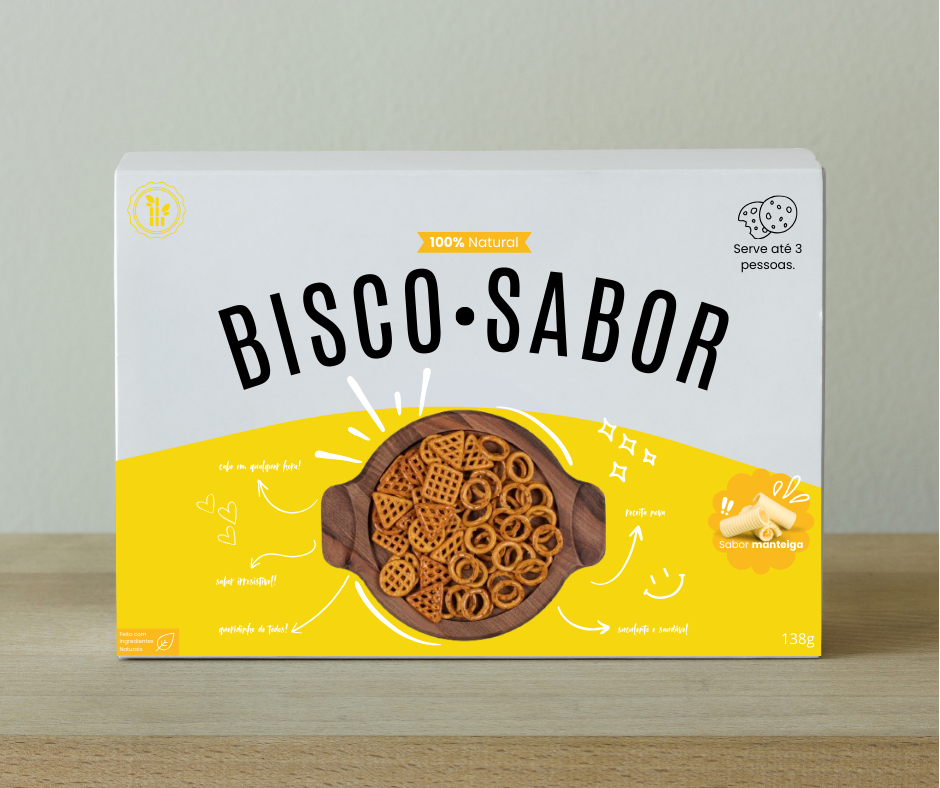 100% Natural
Serve até 3
pessoas.
BISCO•SABOR
cabe em qualquer hora!
receita nova
Sabor manteiga
sabor irresistível!
queridinho de todos!
suculento e saudável
Feito com
Ingredientes
Naturais
138g